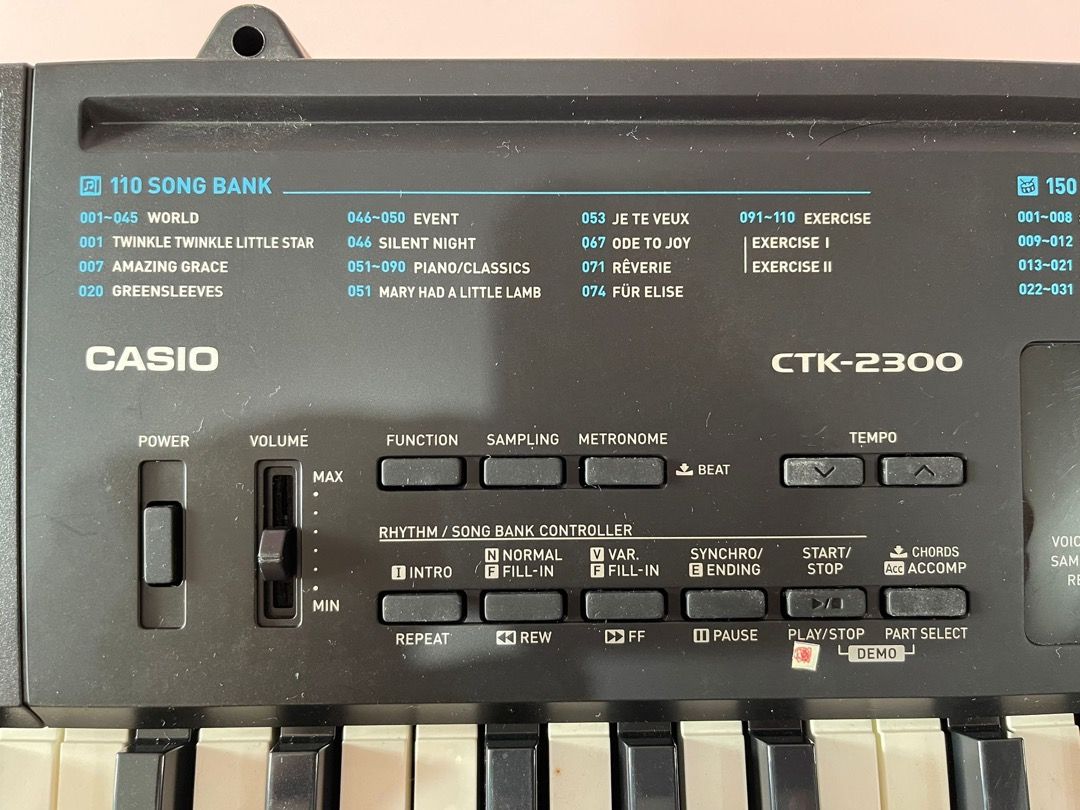 110 SONG BANK
001~045 WORLD
001 TWINKLE TWINKLE LITTLE STAR
007 AMAZING GRACE
020 GREENSLEEVES
046~050 EVENT
046 SILENT NIGHT
051~090 PIANO/CLASSICS
051 MARY HAD A LITTLE LAMB
053 JE TE VEUX
067 ODE TO JOY
071 RÊVERIE
074 FÜR ELISE
091~110 EXERCISE
EXERCISE I
EXERCISE II
150
001~008
009~012
013~021
022~031
CASIO
CTK-2300
POWER
VOLUME
MAX
MIN
FUNCTION
SAMPLING
METRONOME
BEAT
TEMPO
RHYTHM / SONG BANK CONTROLLER
I INTRO
N NORMAL
F FILL-IN
V VAR.
F FILL-IN
SYNCHRO/
E ENDING
START/
STOP
CHORDS
Acc ACCOMP
REPEAT
REW
FF
PAUSE
PLAY/STOP
PART SELECT
DEMO